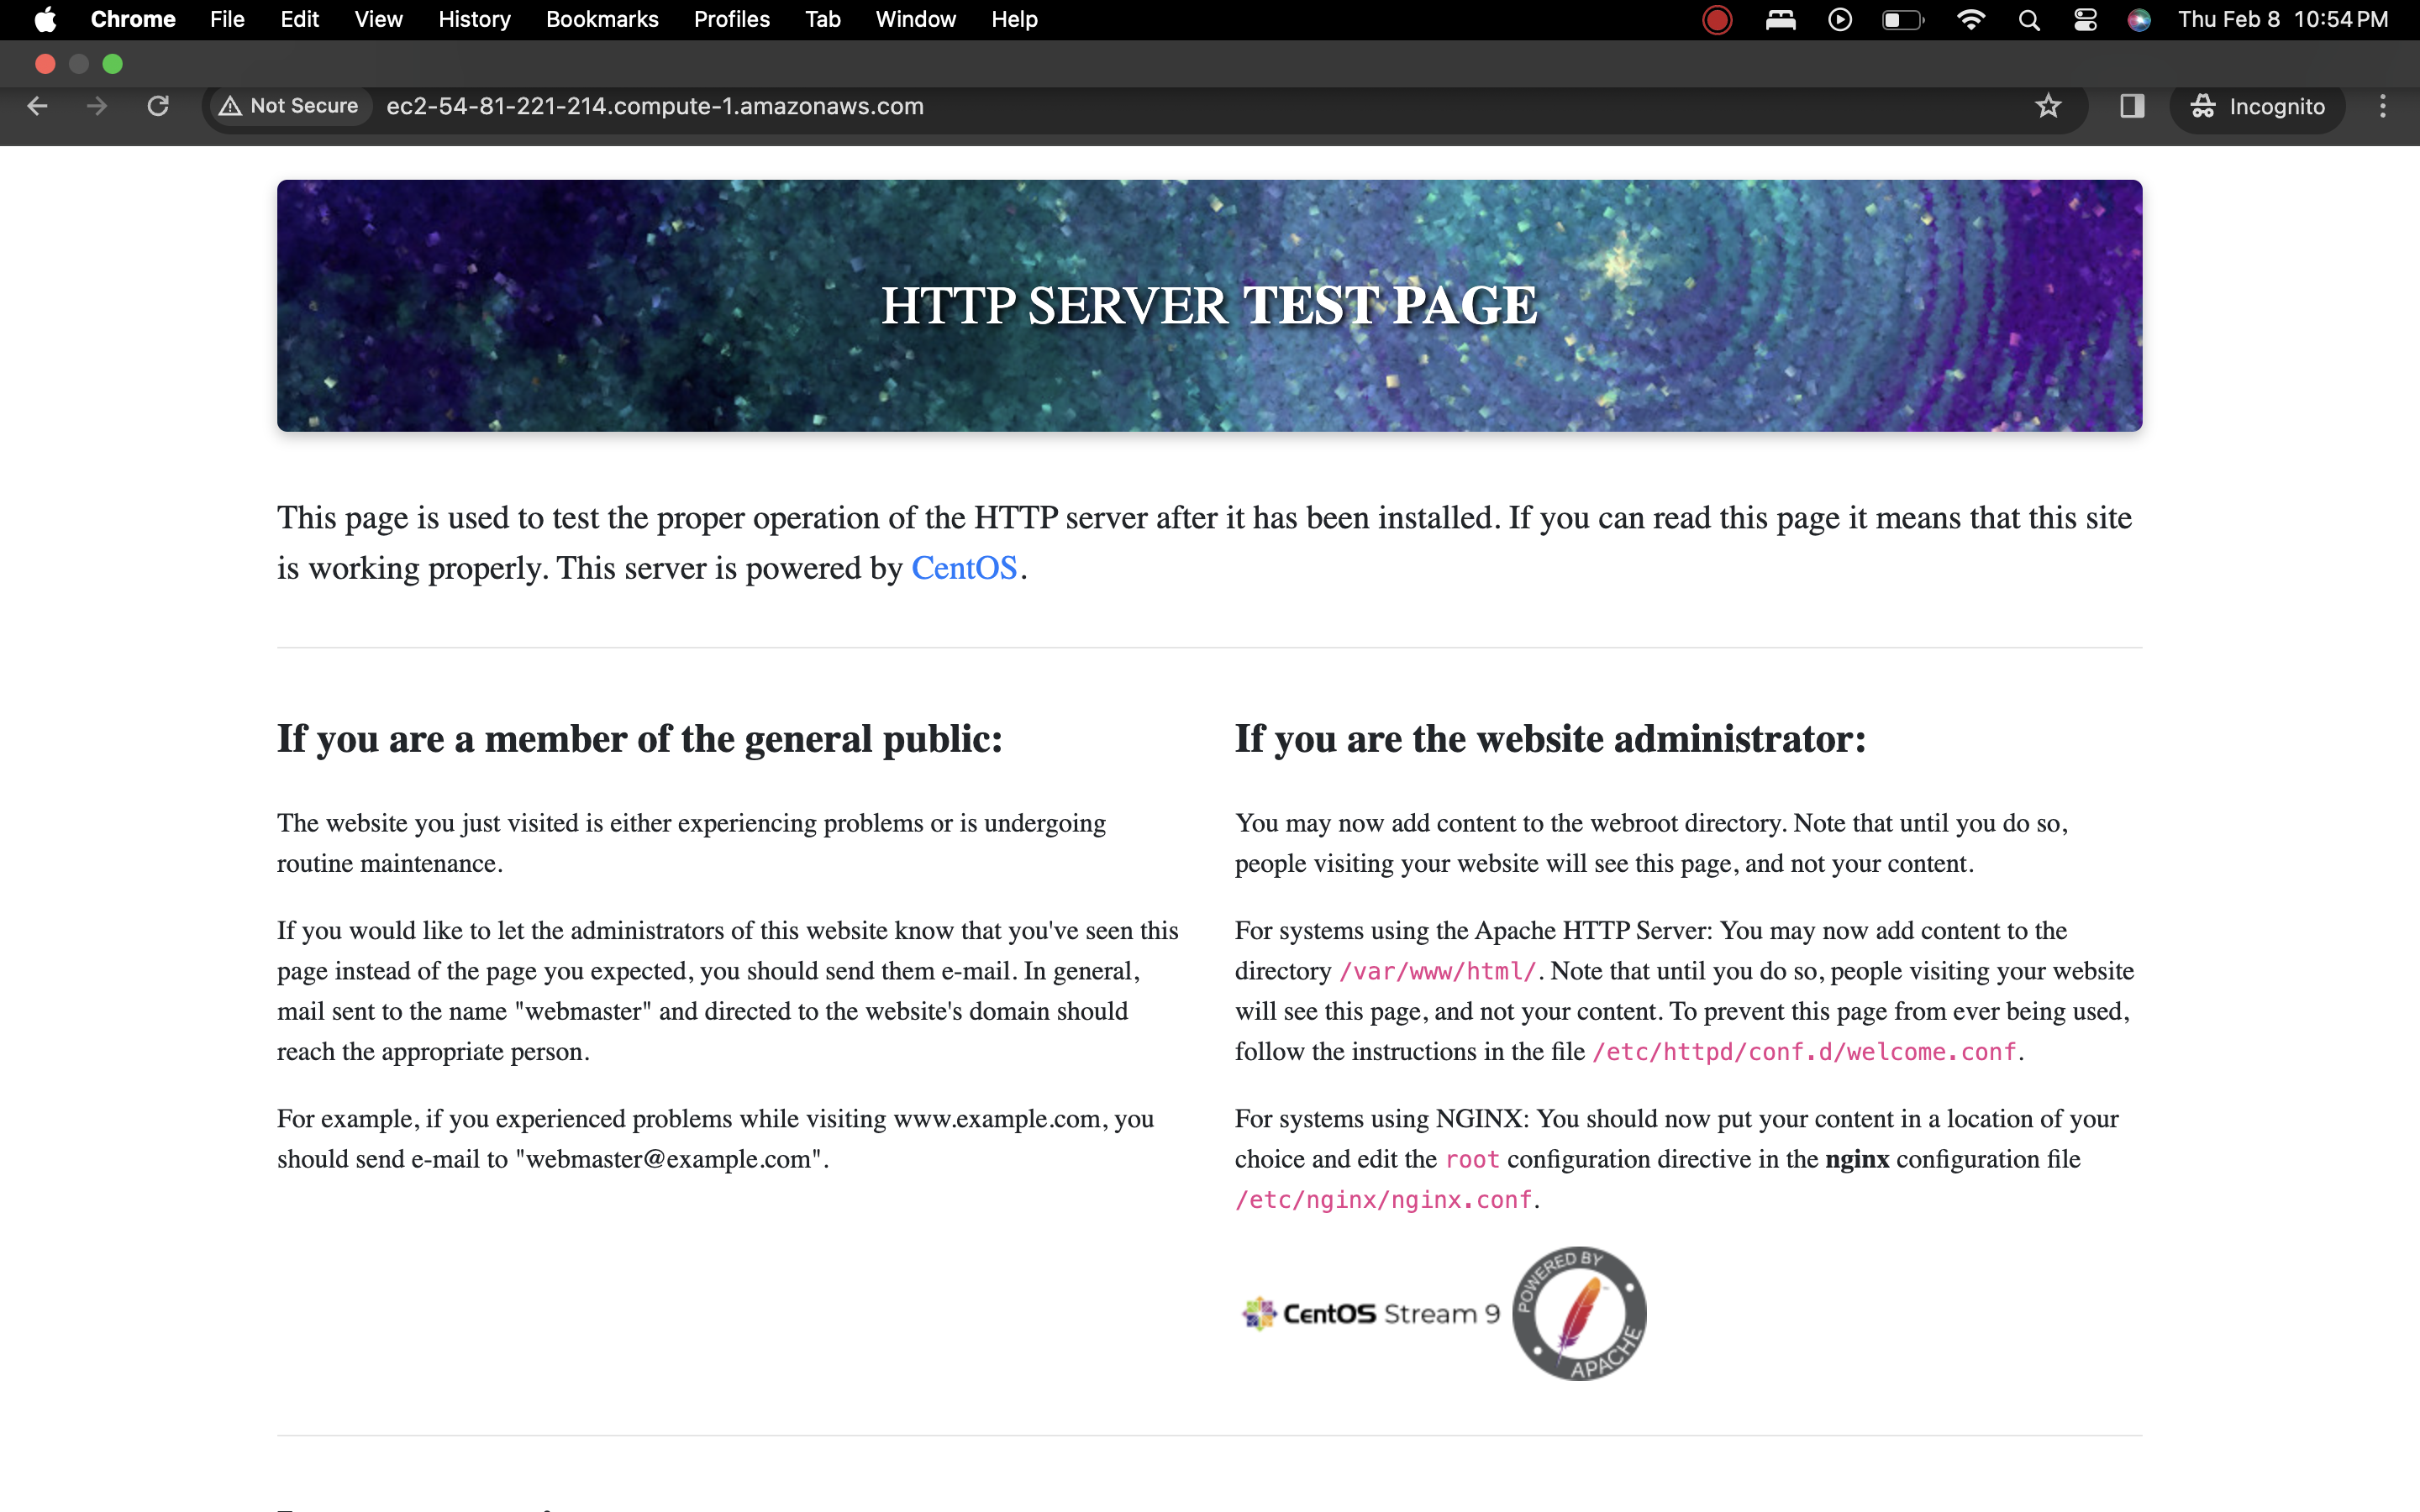 Chrome File Edit View History Bookmarks Profiles Tab Window Help Thu Feb 8 10:54 PM
Not Secure ec2-54-81-221-214.compute-1.amazonaws.com Incognito
HTTP SERVER TEST PAGE
This page is used to test the proper operation of the HTTP server after it has been installed. If you can read this page it means that this site
is working properly. This server is powered by CentOS.
If you are a member of the general public:
The website you just visited is either experiencing problems or is undergoing
routine maintenance.
If you would like to let the administrators of this website know that you've seen this
page instead of the page you expected, you should send them e-mail. In general,
mail sent to the name "webmaster" and directed to the website's domain should
reach the appropriate person.
For example, if you experienced problems while visiting www.example.com, you
should send e-mail to "webmaster@example.com".
If you are the website administrator:
You may now add content to the webroot directory. Note that until you do so,
people visiting your website will see this page, and not your content.
For systems using the Apache HTTP Server: You may now add content to the
directory /var/www/html/. Note that until you do so, people visiting your website
will see this page, and not your content. To prevent this page from ever being used,
follow the instructions in the file /etc/httpd/conf.d/welcome.conf.
For systems using NGINX: You should now put your content in a location of your
choice and edit the root configuration directive in the nginx configuration file
/etc/nginx/nginx.conf.
CentOS Stream 9
POWERED BY
APACHE